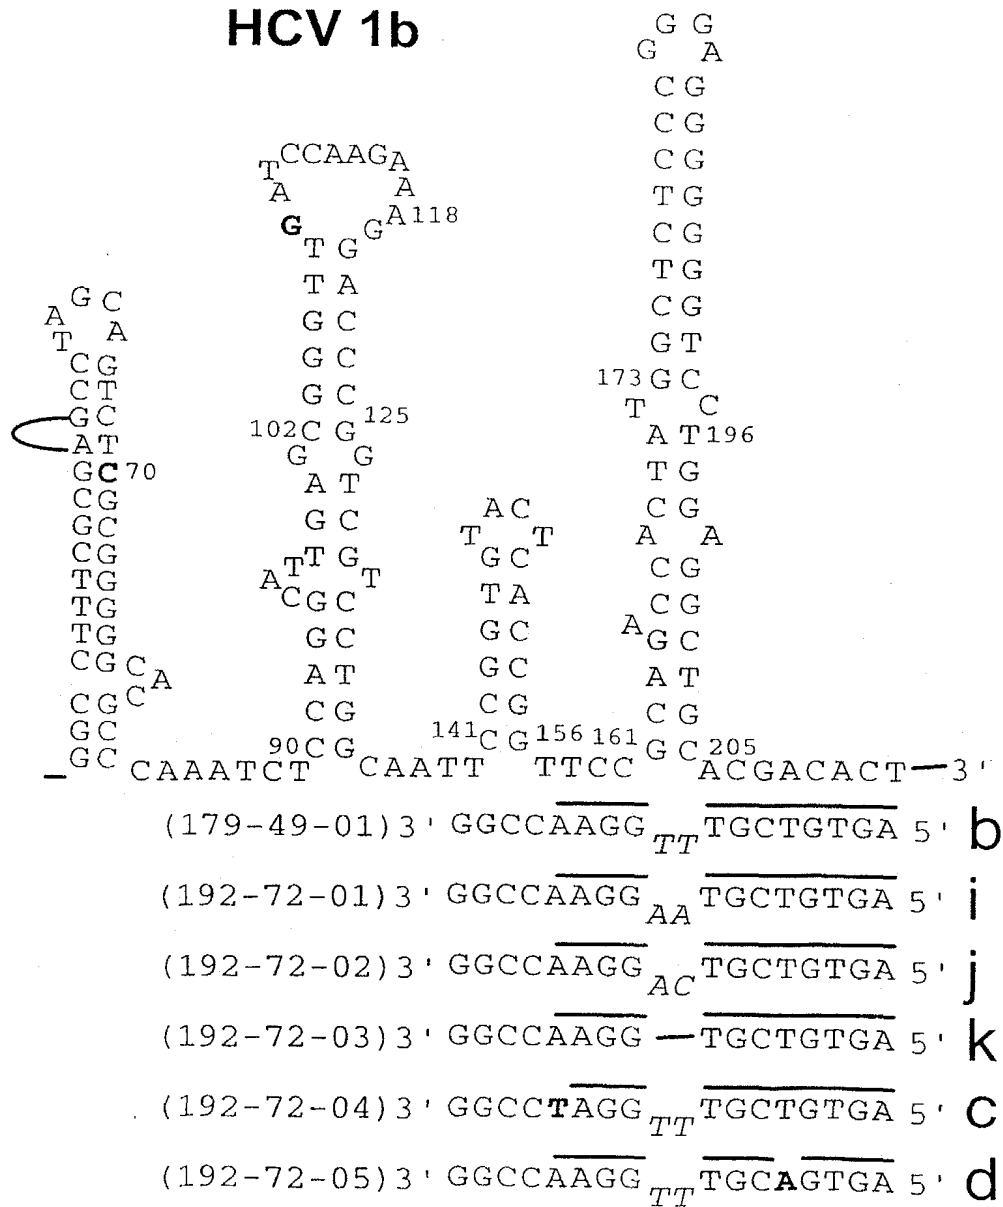 HCV 1b
G C
A A
T
C G
C T
G C
A T
G C 70
C G
G C
C G
T G
T G
T G
C G C
A
C G C
G C
G C
CCAAGA
T A
A A 118
G G
T G
T A
G C
G C
G C 125
102 C G
G G
A T
G C
T T G T
A C G C
G C
A T
C G
90 C G
A C
T T
G C
T A
G C
G C
C G
141 C G 156
G G
G A
C G
C G
C G
T G
C G
T G
C G
G T
173 G C
T C
A T 196
T G
C G
A A
C G
C G
A G C
A T
C G
161 G C 205
CAAATCT CAATT TTCC ACGACACT 3'
(179-49-01) 3' GGCCAAGG TT TGCTGTGA 5' b
(192-72-01) 3' GGCCAAGG AA TGCTGTGA 5' i
(192-72-02) 3' GGCCAAGG AC TGCTGTGA 5' j
(192-72-03) 3' GGCCAAGG — TGCTGTGA 5' k
(192-72-04) 3' GGCCTAGG TT TGCTGTGA 5' c
(192-72-05) 3' GGCCAAGG TT TGCAGTGA 5' d